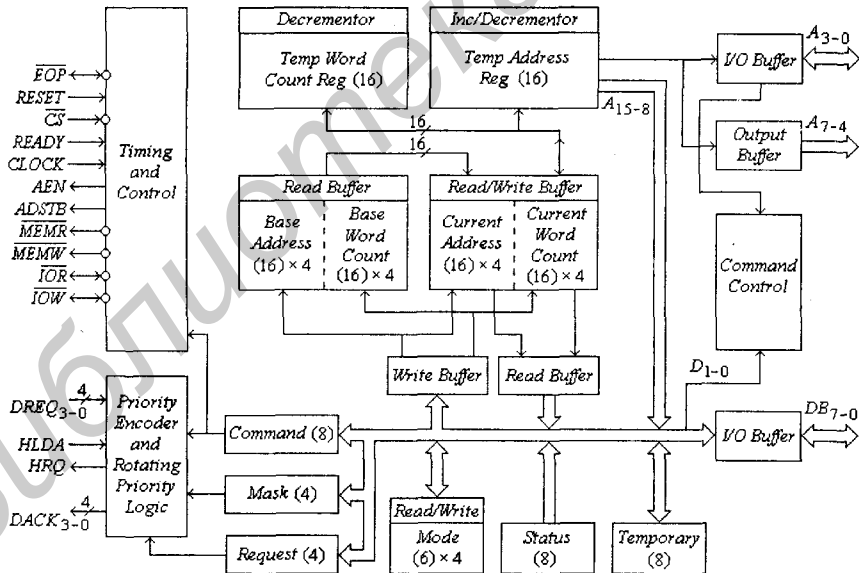 Decrementor
Temp Word
Count Reg (16)
Inc/Decrementor
Temp Address
Reg (16)
I/O Buffer
A3-0
A15-8
Output
Buffer
A7-4
EOP
RESET
CS
READY
CLOCK
AEN
ADSTB
MEMR
MEMW
IOR
IOW
Timing
and
Control
16
16
Read Buffer
Base
Address
(16) × 4
Base
Word
Count
(16) × 4
Read/Write Buffer
Current
Address
(16) × 4
Current
Word
Count
(16) × 4
Command
Control
Write Buffer
Read Buffer
D1-0
4
DREQ3-0
HLDA
HRQ
4
DACK3-0
Priority
Encoder
and
Rotating
Priority
Logic
Command (8)
Mask (4)
Request (4)
I/O Buffer
DB7-0
Read/Write
Mode
(6) × 4
Status
(8)
Temporary
(8)
библиотека